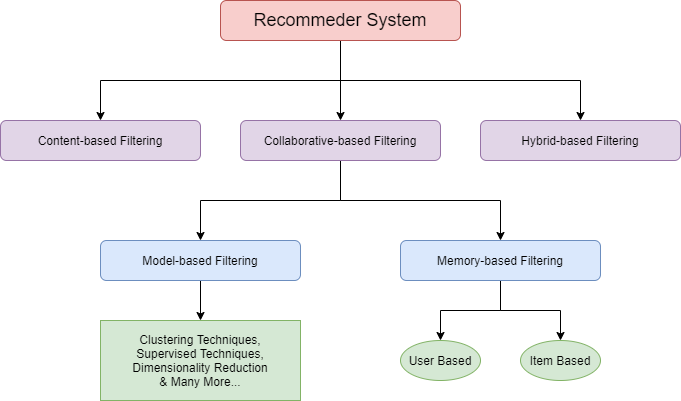 Recommeder System
Content-based Filtering
Collaborative-based Filtering
Hybrid-based Filtering
Model-based Filtering
Memory-based Filtering
Clustering Techniques,
Supervised Techniques,
Dimensionality Reduction
& Many More...
User Based
Item Based